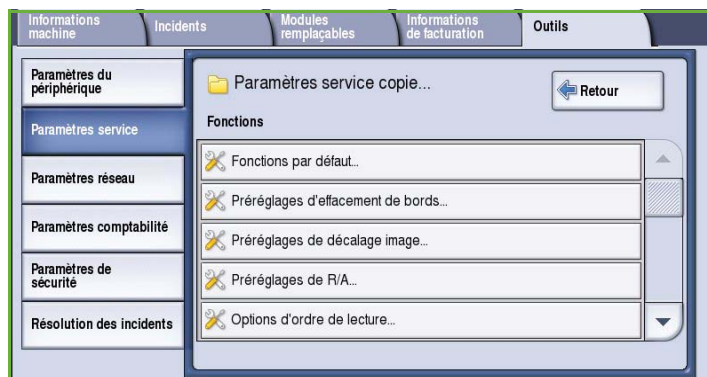 Informations
machine
Incidents
Modules
remplaçables
Informations
de facturation
Outils
Paramètres du
périphérique
Paramètres service
Paramètres réseau
Paramètres comptabilité
Paramètres de
sécurité
Résolution des incidents
Paramètres service copie...
Retour
Fonctions
Fonctions par défaut...
Préréglages d'effacement de bords...
Préréglages de décalage image...
Préréglages de R/A...
Options d'ordre de lecture...